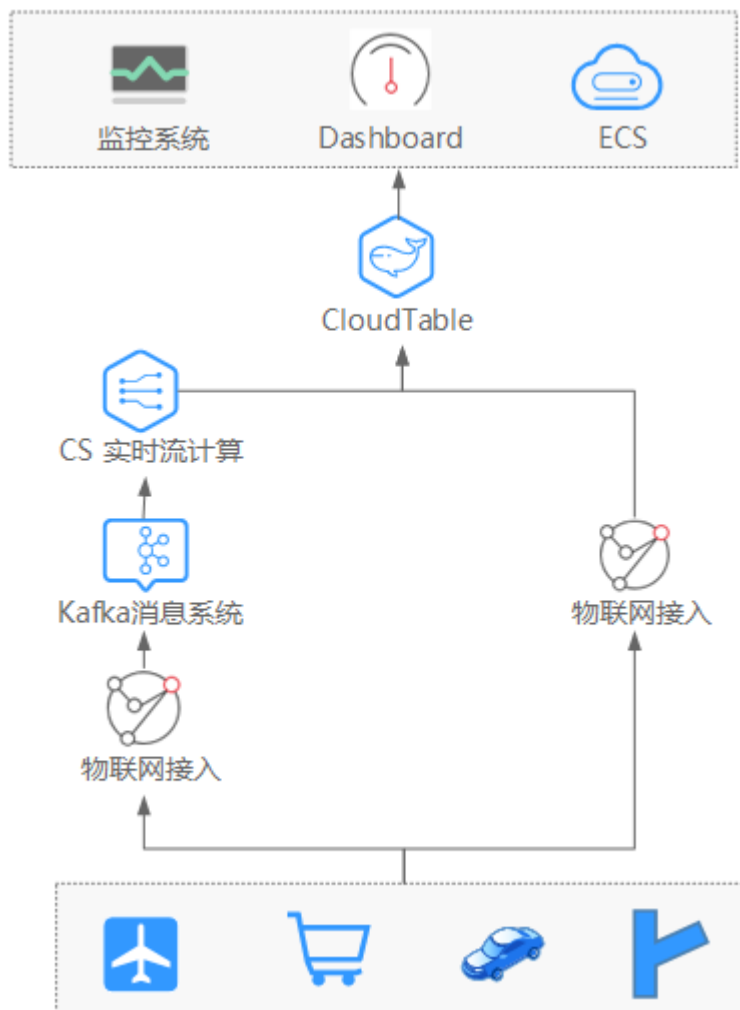 监控系统
Dashboard
ECS
CloudTable
CS 实时流计算
Kafka消息系统
物联网接入
物联网接入